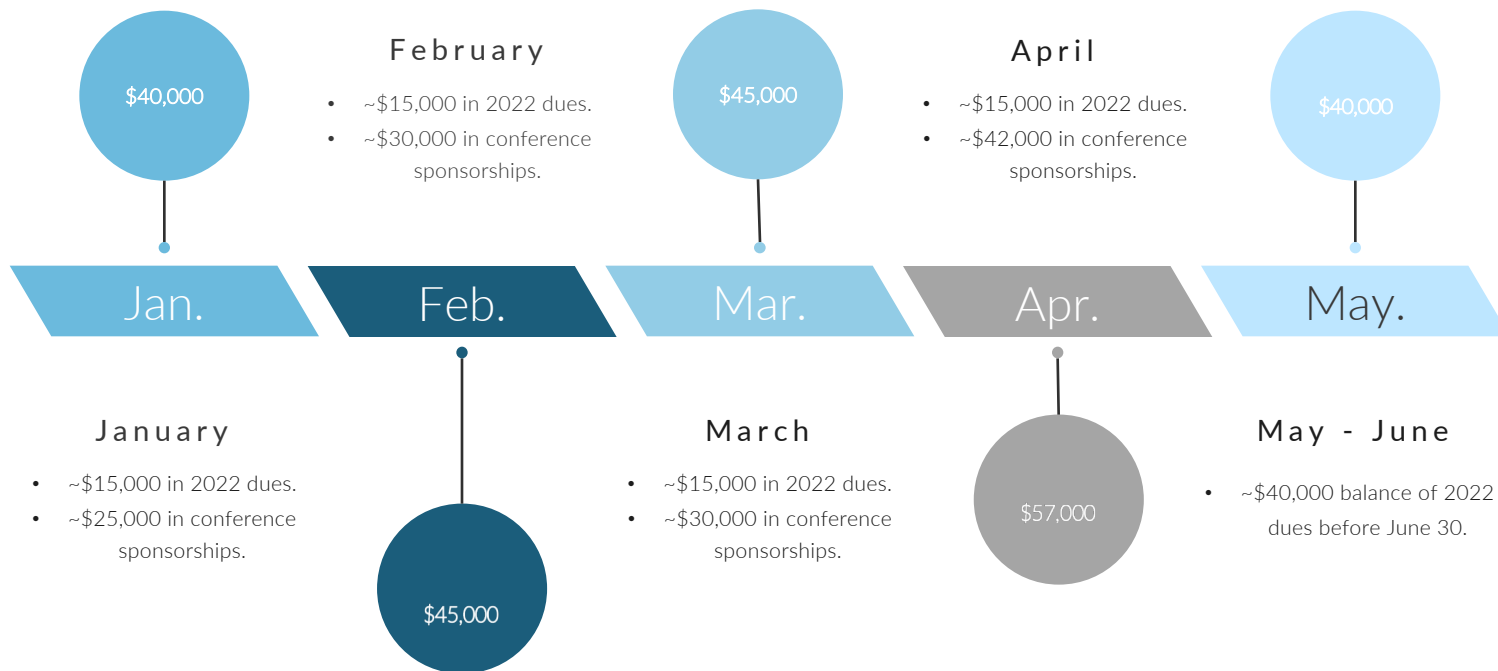 $40,000
February
• ~$15,000 in 2022 dues.
• ~$30,000 in conference
sponsorships.
$45,000
April
• ~$15,000 in 2022 dues.
• ~$42,000 in conference
sponsorships.
$40,000
Jan.
Feb.
Mar.
Apr.
May.
January
• ~$15,000 in 2022 dues.
• ~$25,000 in conference
sponsorships.
$45,000
March
• ~$15,000 in 2022 dues.
• ~$30,000 in conference
sponsorships.
$57,000
May - June
• ~$40,000 balance of 2022
dues before June 30.